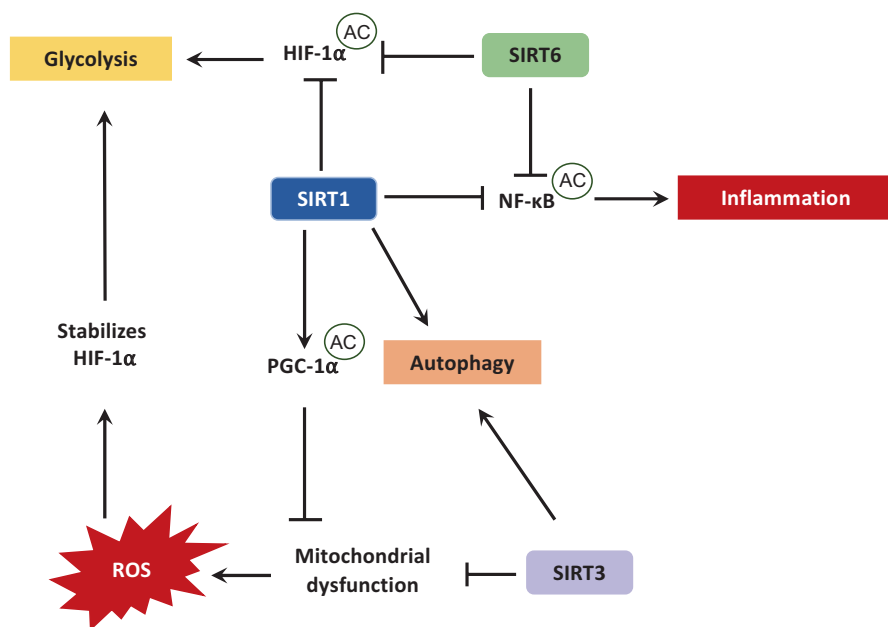 AC
Glycolysis
HIF-1α
SIRT6
AC
SIRT1
NF-κB
Inflammation
Stabilizes
HIF-1α
AC
PGC-1α
Autophagy
ROS
Mitochondrial
dysfunction
SIRT3